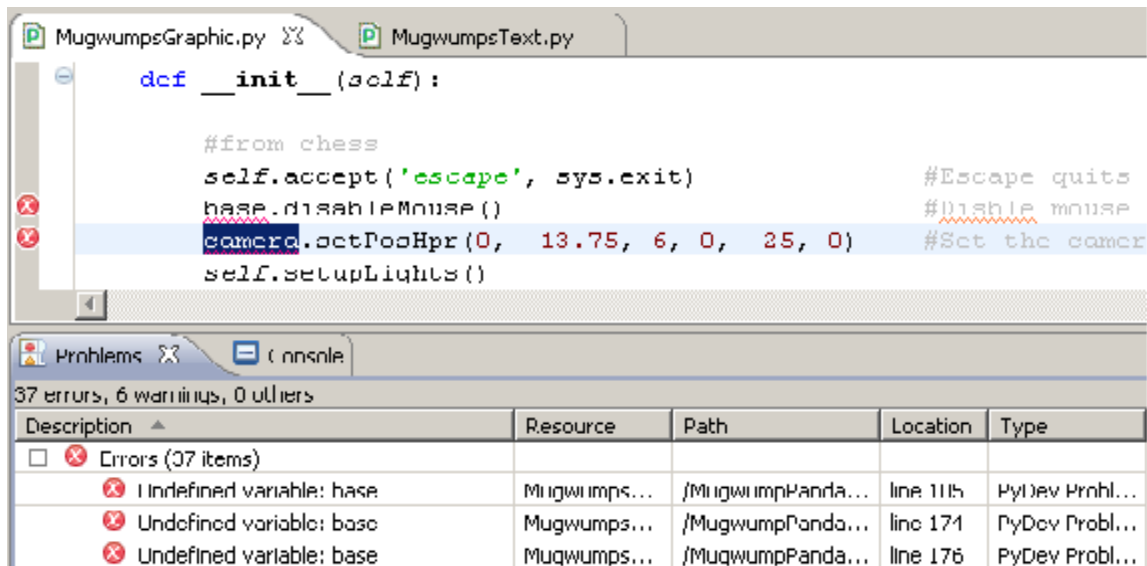 MugwumpsGraphic.py MugwumpsText.py
def __init__(self):
#from chess
self.accept('escape', sys.exit) #Escape quits
base.disableMouse() #Disble mouse
camera.setPosHpr(0, 13.75, 6, 0, 25, 0) #Set the camer
self.setupLights()
Problems Console
37 errors, 6 warnings, 0 others
Description Resource Path Location Type
Errors (37 items)
Undefined variable: base Mugwumps... /MugwumpPanda... line 105 PyDev Probl...
Undefined variable: base Mugwumps... /MugwumpPanda... line 174 PyDev Probl...
Undefined variable: base Mugwumps... /MugwumpPanda... line 176 PyDev Probl...